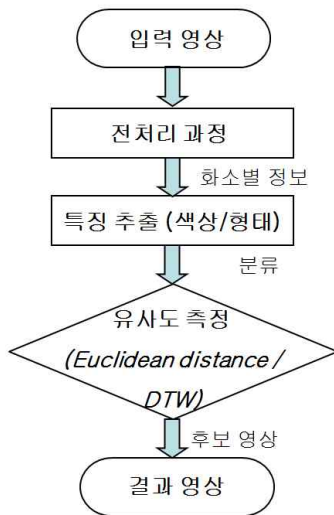 입력 영상
전처리 과정
화소별 정보
특징 추출 (색상/형태)
분류
유사도 측정
(Euclidean distance /
DTW)
후보 영상
결과 영상